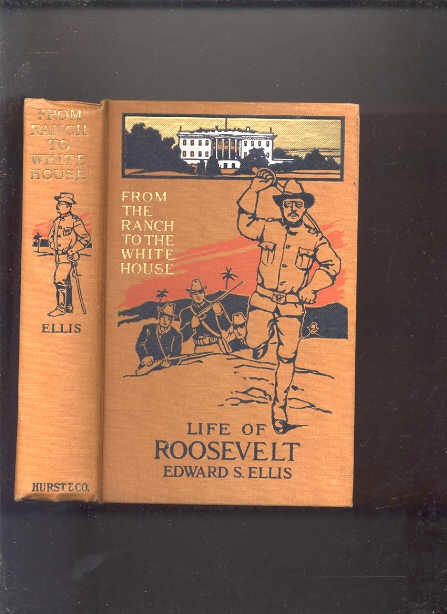 FROM
RANCH
TO
WHITE
HOUSE
ELLIS
HURST & CO.
FROM
THE
RANCH
TO THE
WHITE
HOUSE
LIFE OF
ROOSEVELT
EDWARD S. ELLIS